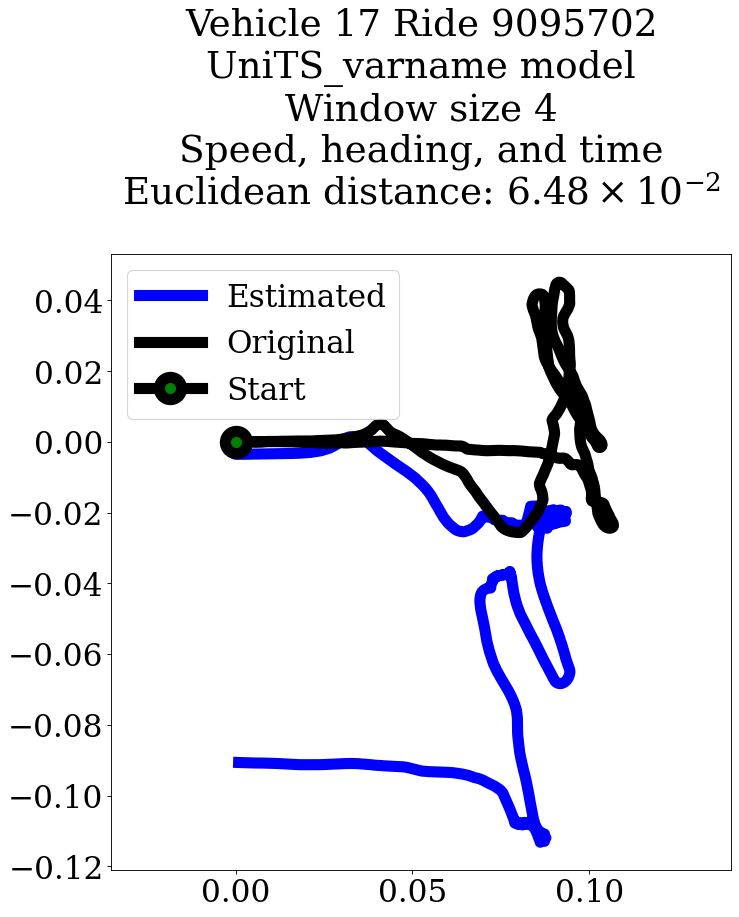 Vehicle 17 Ride 9095702
UniTS_varname model
Window size 4
Speed, heading, and time
Euclidean distance: 6.48 × 10⁻²
Estimated
Original
Start
0.04
0.02
0.00
−0.02
−0.04
−0.06
−0.08
−0.10
−0.12
0.00 0.05 0.10